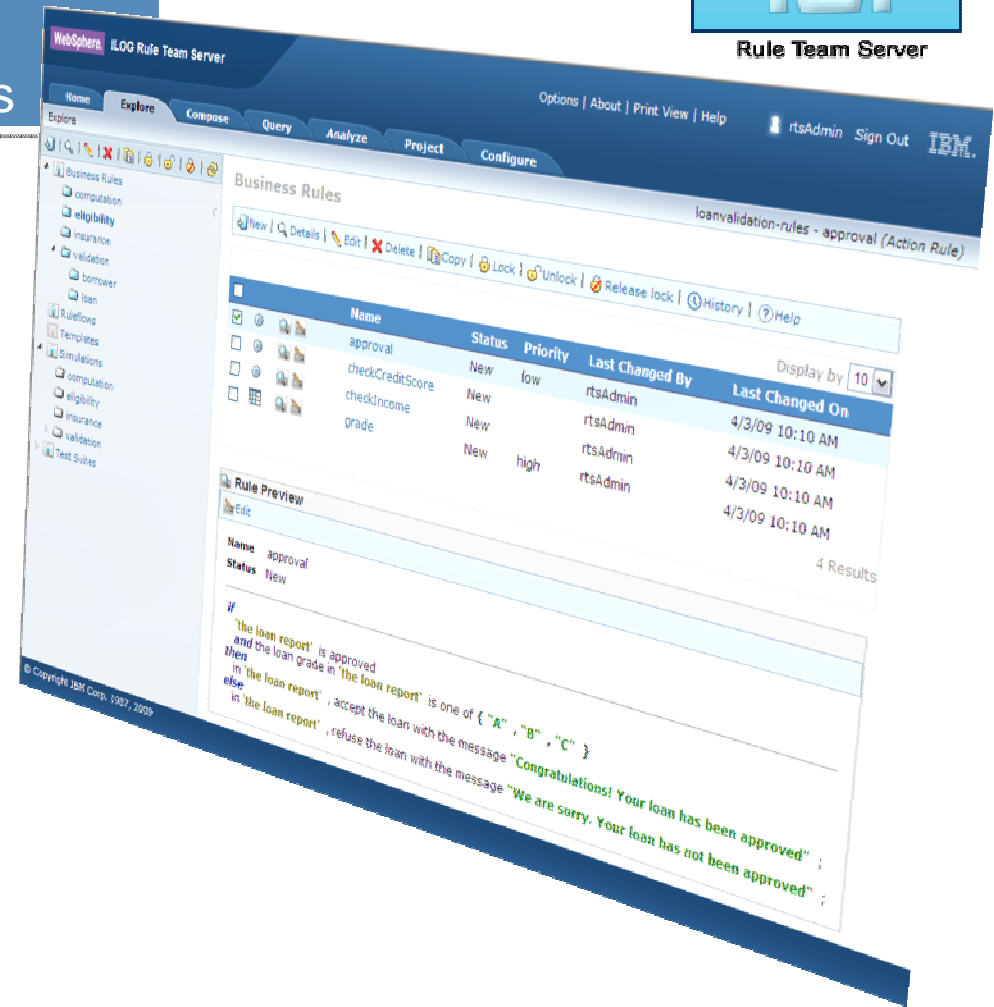 s
Rule Team Server
WebSphere. ILOG Rule Team Server
Options | About | Print View | Help
rtsAdmin Sign Out
IBM.
Home Explore Compose Query Analyze Project Configure
Explore
loanvalidation-rules - approval (Action Rule)
Business Rules
computation
eligibility
insurance
validation
borrower
loan
Ruleflows
Templates
Simulations
computation
eligibility
insurance
validation
Test Suites
Business Rules
New | Details | Edit | Delete | Copy | Lock | Unlock | Release lock | History | Help
Display by 10
Name Status Priority Last Changed By Last Changed On
approval New low rtsAdmin 4/3/09 10:10 AM
checkCreditScore New rtsAdmin 4/3/09 10:10 AM
checkIncome New rtsAdmin 4/3/09 10:10 AM
grade New high rtsAdmin 4/3/09 10:10 AM
4 Results
Rule Preview
Edit
Name approval
Status New
if
'the loan report' is approved
and the loan grade in 'the loan report' is one of { "A" , "B" , "C" }
then
in 'the loan report' , accept the loan with the message "Congratulations! Your loan has been approved" ;
else
in 'the loan report' , refuse the loan with the message "We are sorry. Your loan has not been approved" ;
© Copyright IBM Corp. 1987, 2009